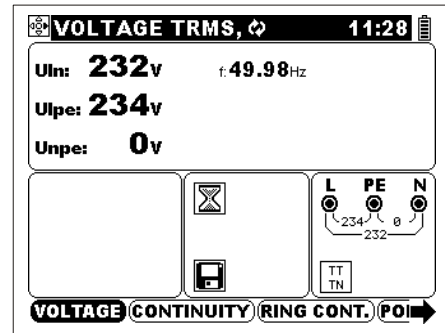 VOLTAGE TRMS, 11:28
Uln: 232V f: 49.98Hz
Ulpe: 234V
Unpe: 0V
L PE N
234 0
232
TT
TN
VOLTAGE CONTINUITY RING CONT. POI